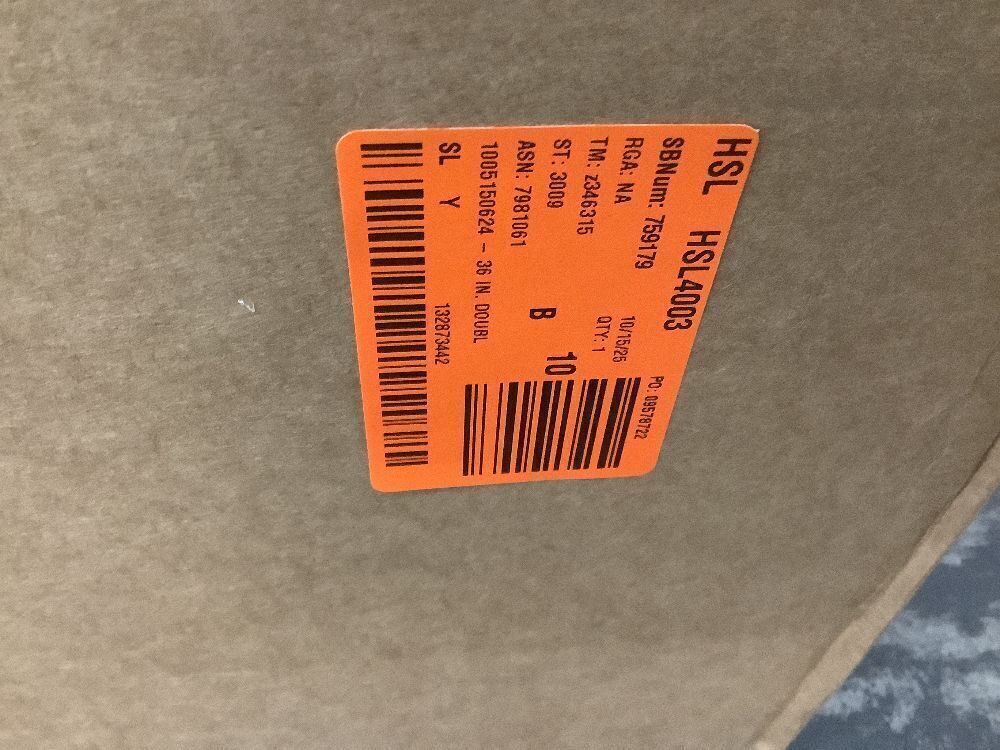 HSL HSL4003
SBNum: 759179
PO: 09578722
RGA: NA
10/15/25
TM: z346315
QTY: 1
ST: 3009
10
ASN: 7981061
B
1005150624 - 36 IN. DOUBL
SL Y
132873442